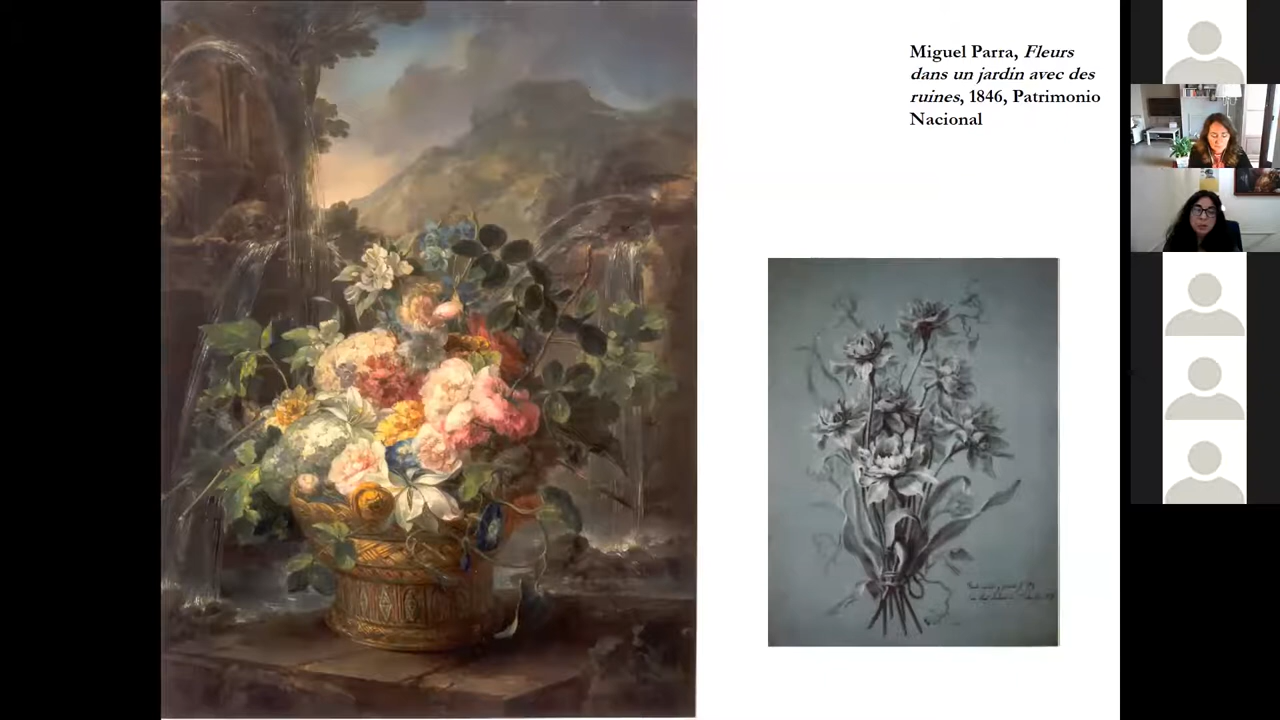 Miguel Parra, Fleurs
dans un jardin avec des
ruines, 1846, Patrimonio
Nacional